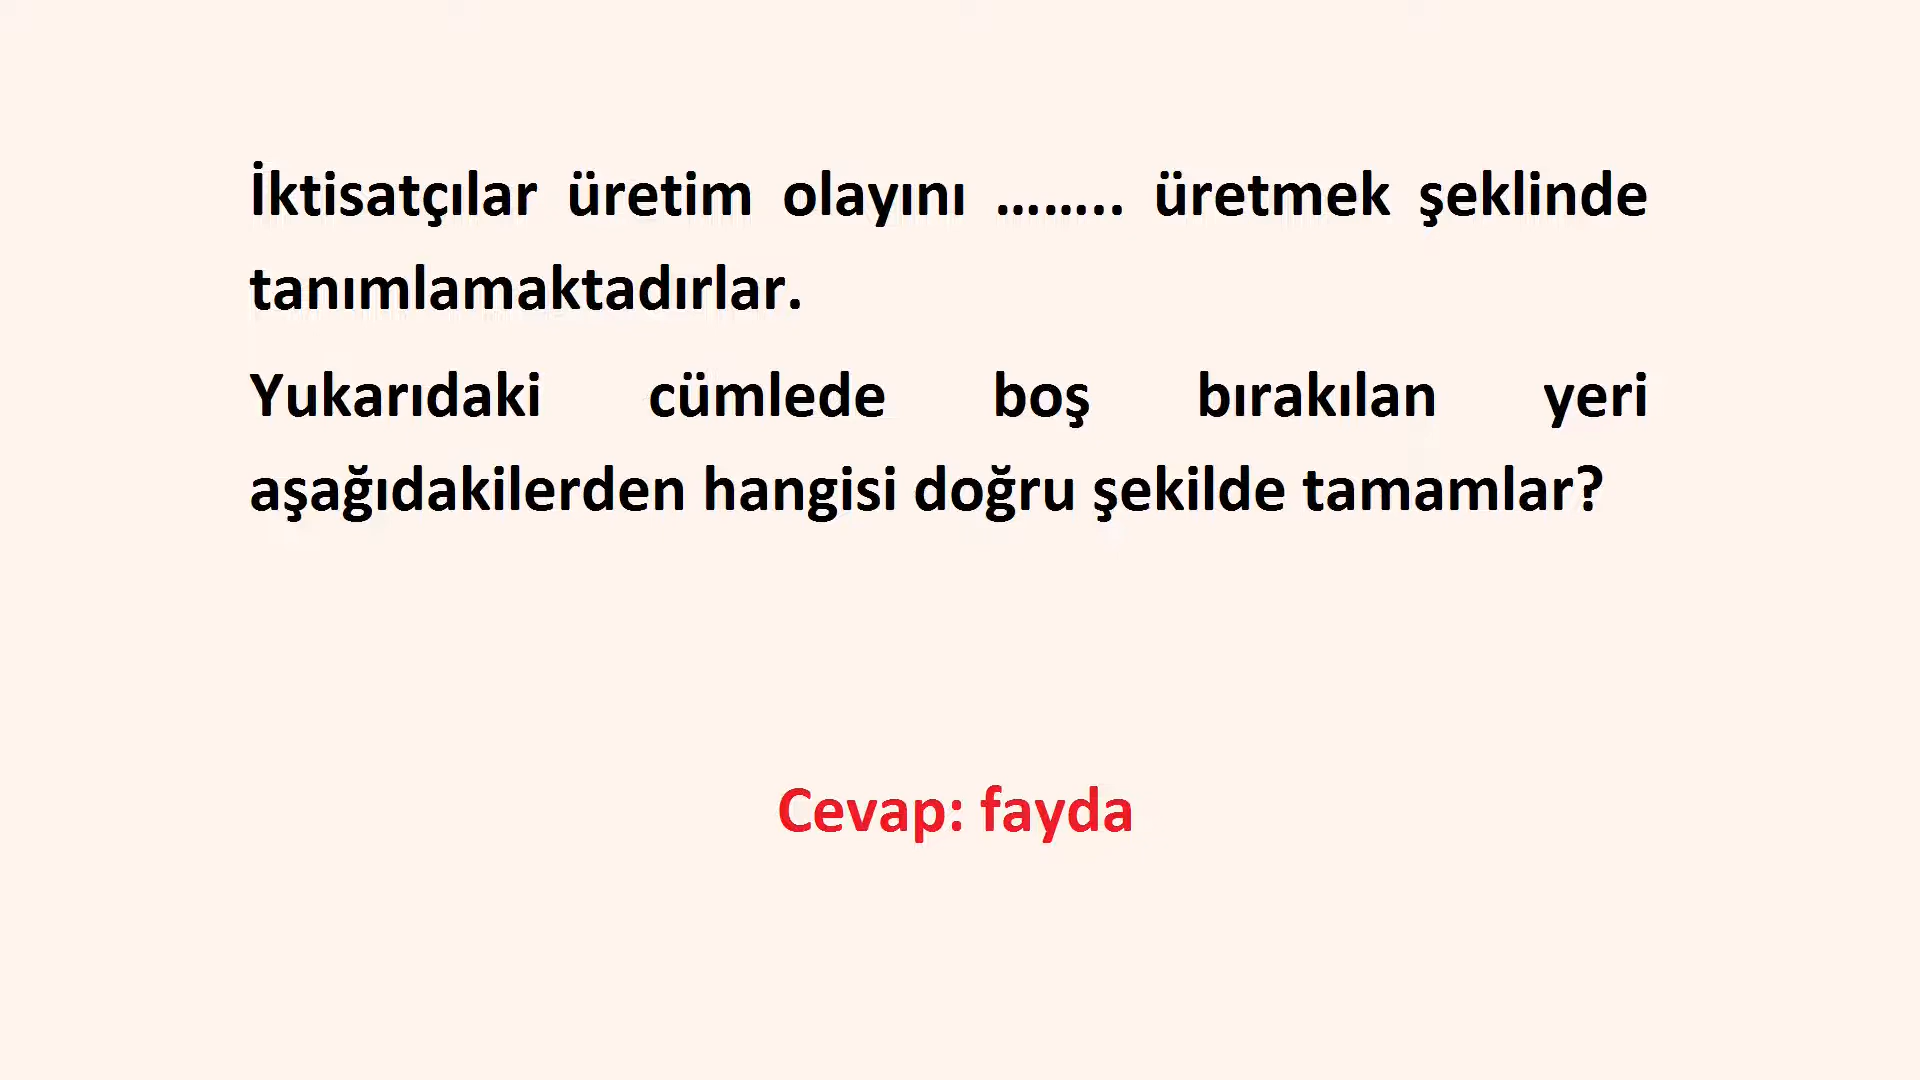 İktisatçılar üretim olayını …….. üretmek şeklinde
tanımlamaktadırlar.
Yukarıdaki cümlede boş bırakılan yeri
aşağıdakilerden hangisi doğru şekilde tamamlar?
Cevap: fayda